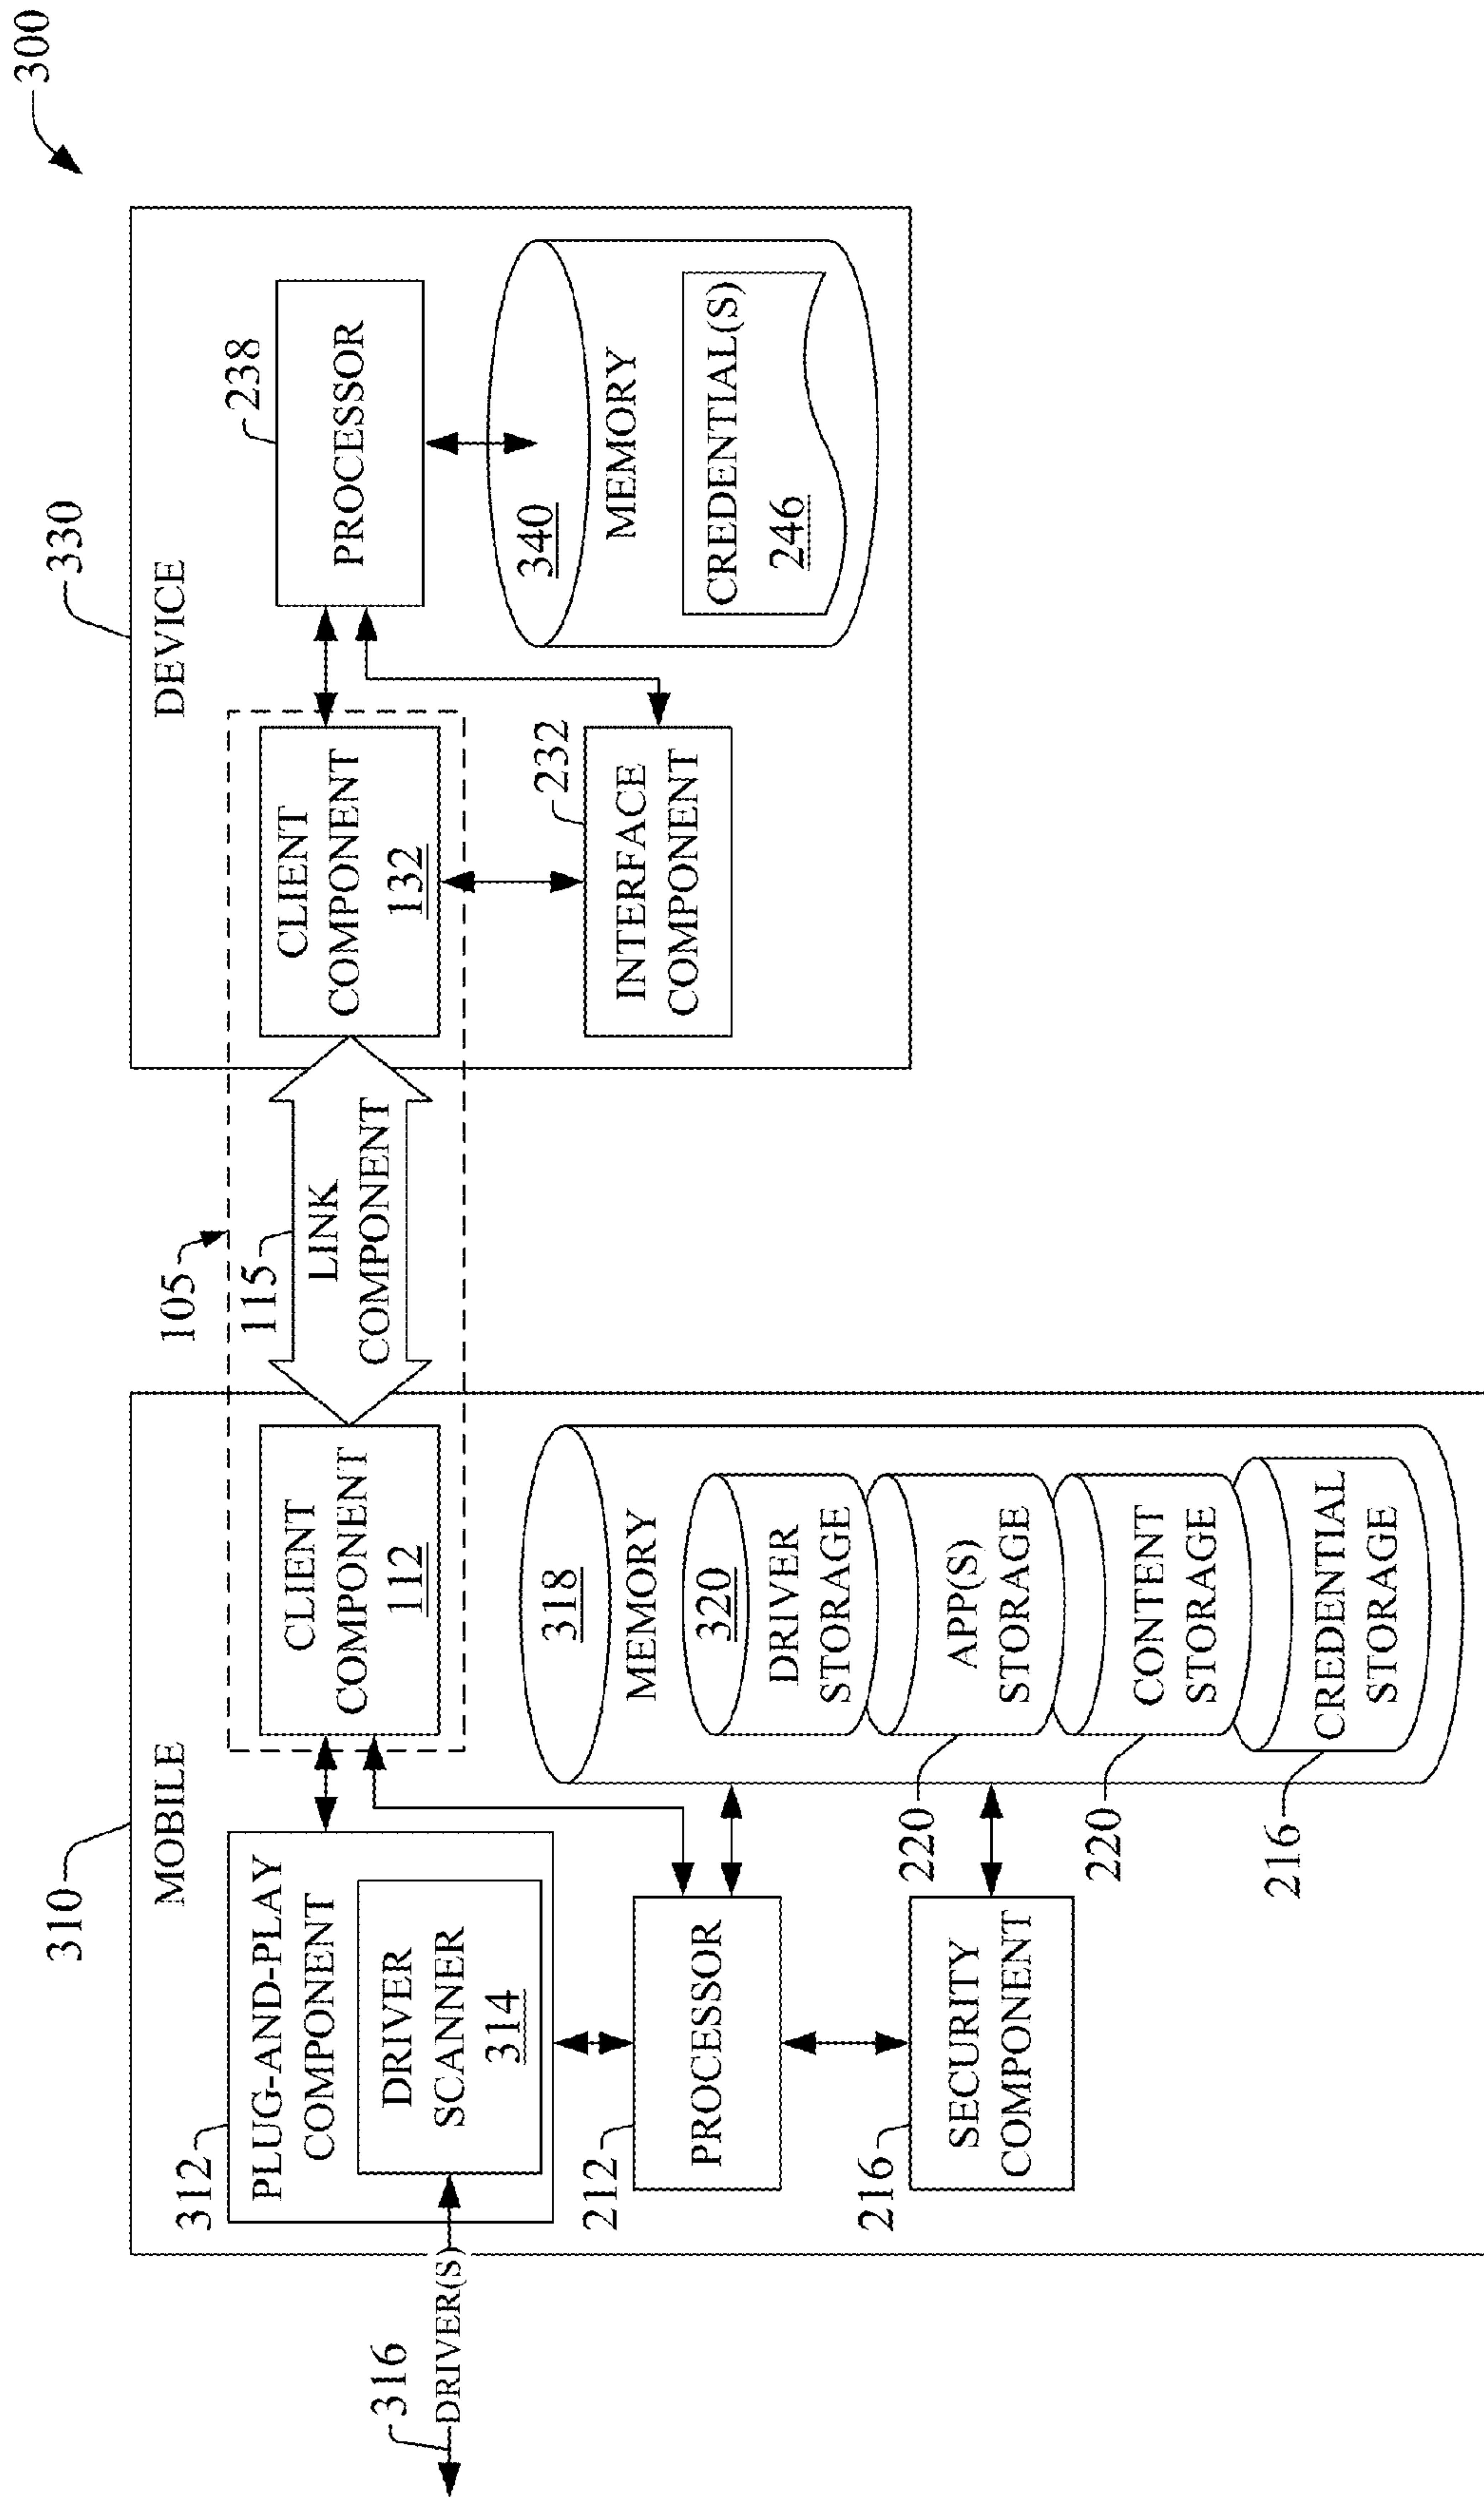 300
310
MOBILE
312
PLUG-AND-PLAY
COMPONENT
DRIVER
SCANNER
314
316
DRIVER(S)
212
PROCESSOR
216
SECURITY
COMPONENT
CLIENT
COMPONENT
112
318
MEMORY
320
DRIVER
STORAGE
220
APP(S)
STORAGE
220
CONTENT
STORAGE
216
CREDENTIAL
STORAGE
105
115
LINK
COMPONENT
330
DEVICE
CLIENT
COMPONENT
132
232
INTERFACE
COMPONENT
238
PROCESSOR
340
MEMORY
CREDENTIAL(S)
246